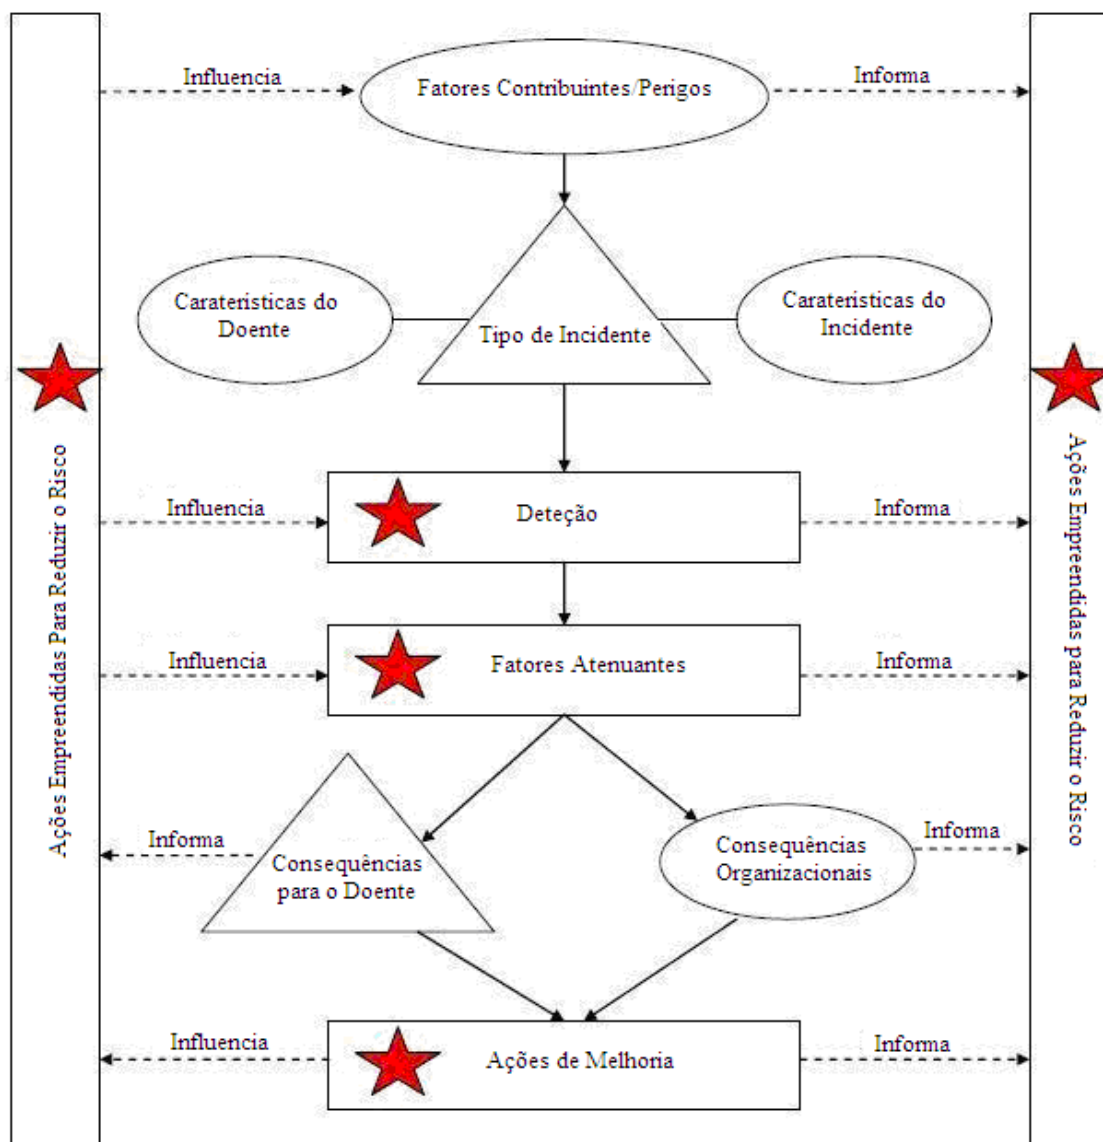 Influencia
Fatores Contribuintes/Perigos
Informa
Carateristicas do
Doente
Tipo de Incidente
Carateristicas do
Incidente
Ações Empreendidas Para Reduzir o Risco
Ações Empreendidas para Reduzir o Risco
Influencia
Deteção
Informa
Influencia
Fatores Atenuantes
Informa
Informa
Consequências
para o Doente
Consequências
Organizacionais
Informa
Influencia
Ações de Melhoria
Informa